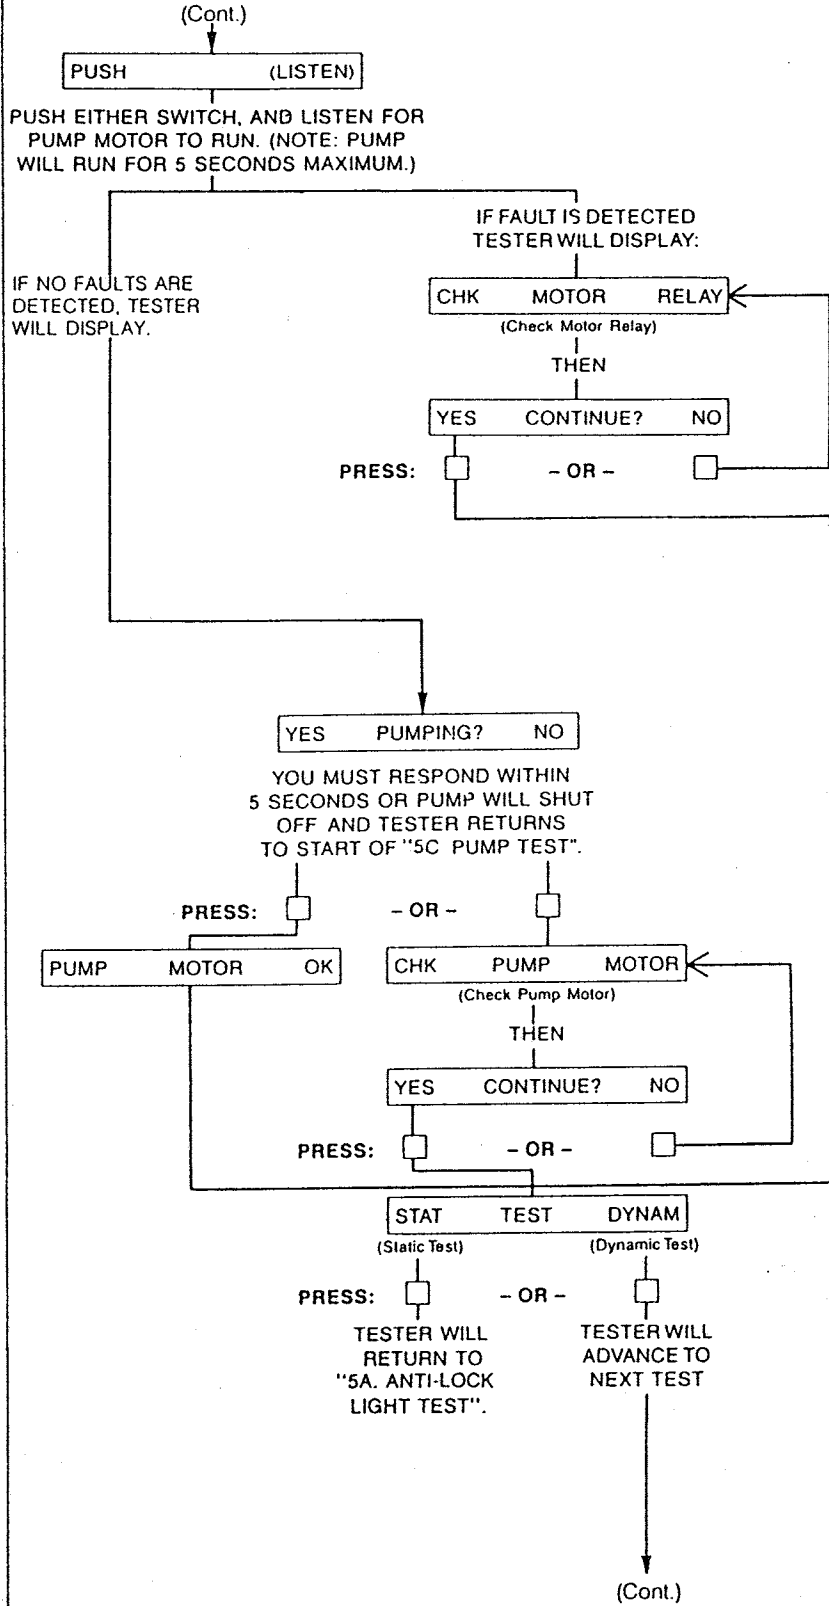 (Cont.)
PUSH (LISTEN)
PUSH EITHER SWITCH, AND LISTEN FOR
PUMP MOTOR TO RUN. (NOTE: PUMP
WILL RUN FOR 5 SECONDS MAXIMUM.)
IF FAULT IS DETECTED
TESTER WILL DISPLAY:
IF NO FAULTS ARE
DETECTED, TESTER
WILL DISPLAY.
CHK MOTOR RELAY
(Check Motor Relay)
THEN
YES CONTINUE? NO
PRESS: – OR –
YES PUMPING? NO
YOU MUST RESPOND WITHIN
5 SECONDS OR PUMP WILL SHUT
OFF AND TESTER RETURNS
TO START OF "5C PUMP TEST".
PRESS: – OR –
PUMP MOTOR OK
CHK PUMP MOTOR
(Check Pump Motor)
THEN
YES CONTINUE? NO
PRESS: – OR –
STAT TEST DYNAM
(Static Test) (Dynamic Test)
PRESS: – OR –
TESTER WILL
RETURN TO
"5A. ANTI-LOCK
LIGHT TEST".
TESTER WILL
ADVANCE TO
NEXT TEST
(Cont.)